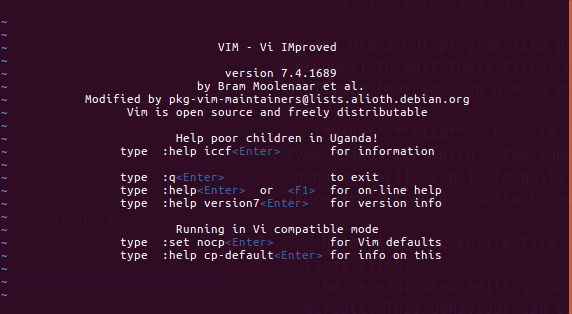 ~
~
~ VIM - Vi IMproved
~
~ version 7.4.1689
~ by Bram Moolenaar et al.
~ Modified by pkg-vim-maintainers@lists.alioth.debian.org
~ Vim is open source and freely distributable
~
~ Help poor children in Uganda!
~ type :help iccf<Enter> for information
~
~ type :q<Enter> to exit
~ type :help<Enter> or <F1> for on-line help
~ type :help version7<Enter> for version info
~
~ Running in Vi compatible mode
~ type :set nocp<Enter> for Vim defaults
~ type :help cp-default<Enter> for info on this
~
~
~